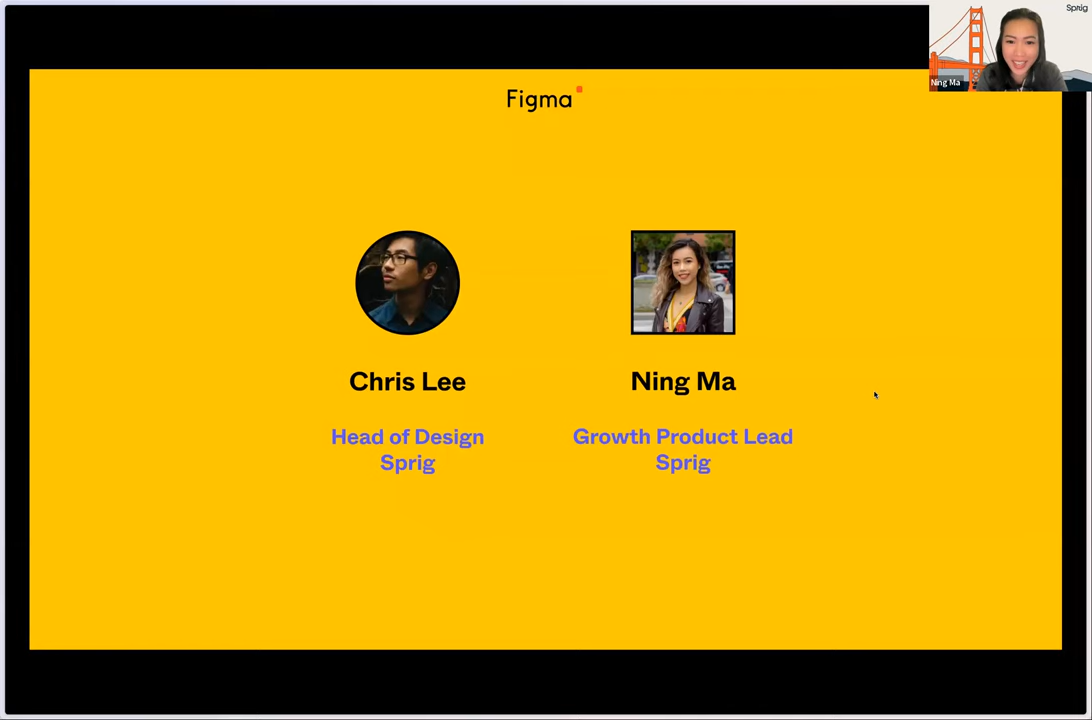 Sprig
Ning Ma
Figma
Chris Lee
Ning Ma
Head of Design
Sprig
Growth Product Lead
Sprig